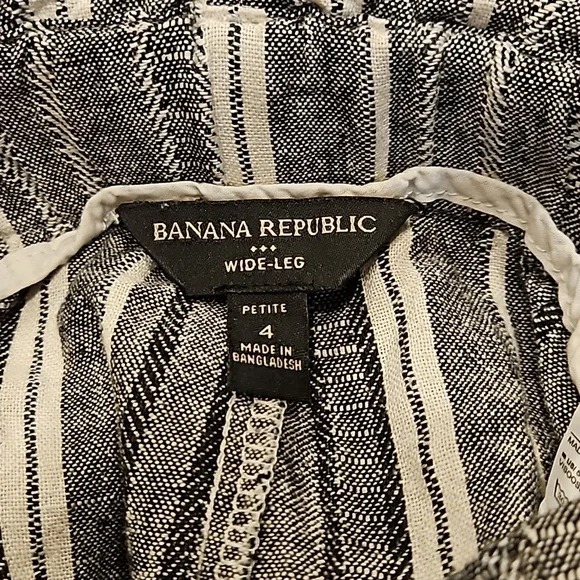 BANANA REPUBLIC
WIDE-LEG
PETITE
4
MADE IN
BANGLADESH